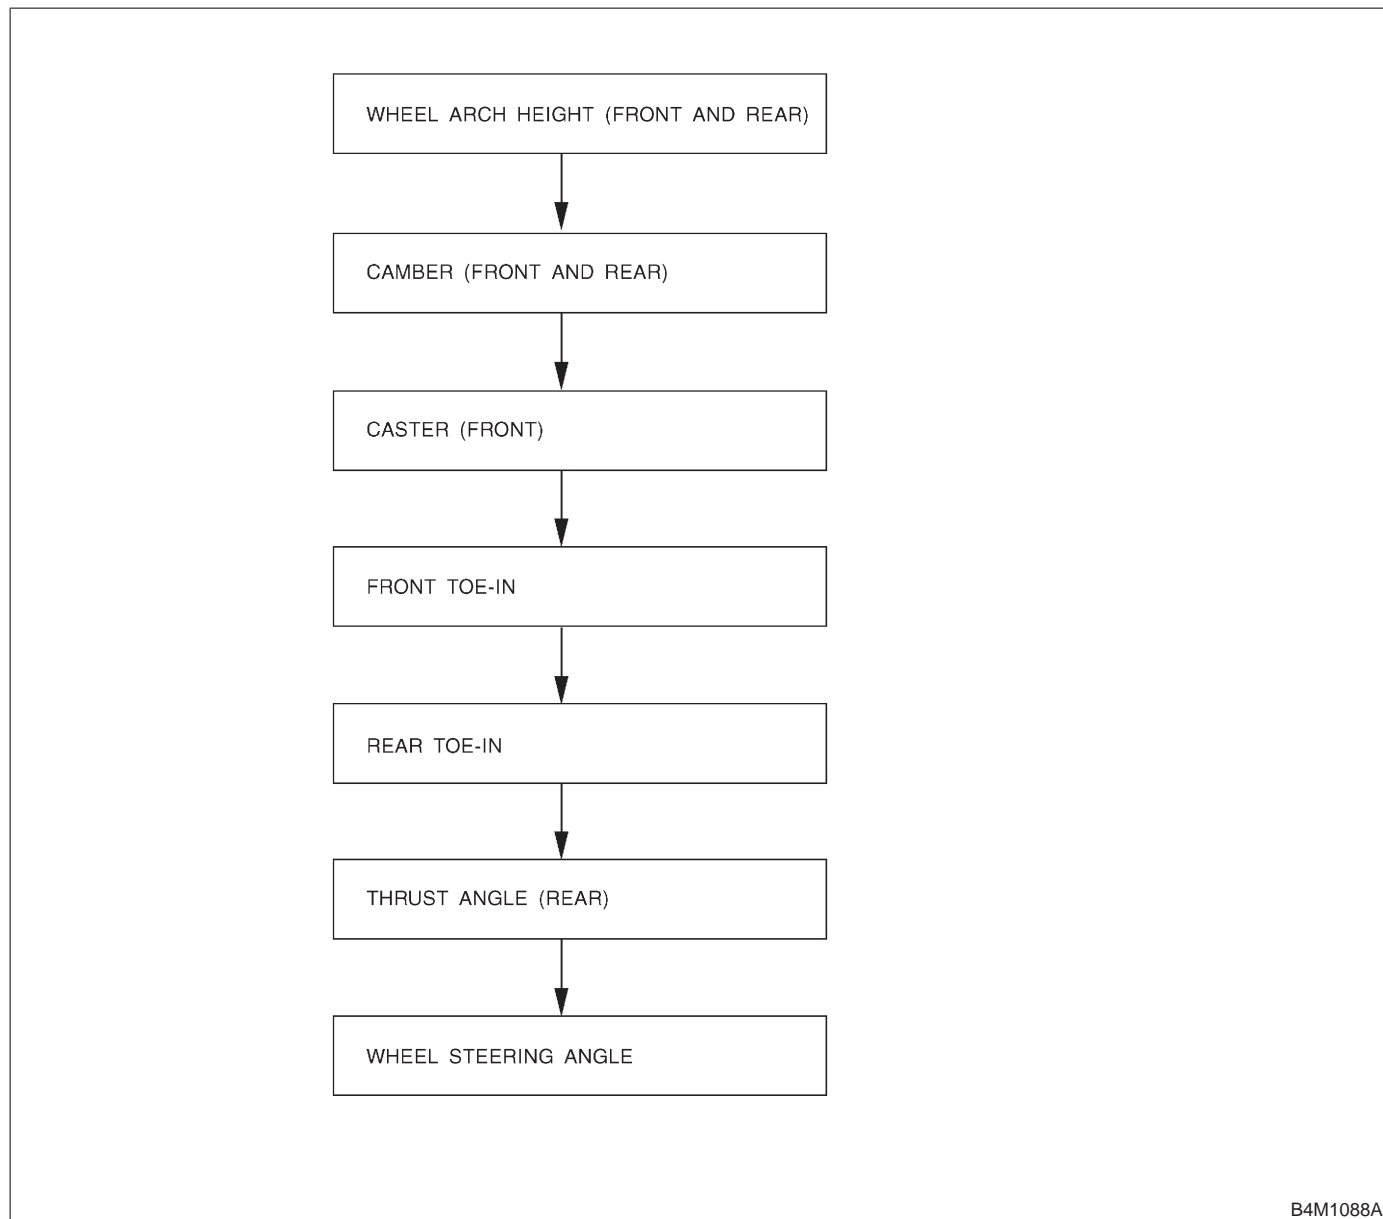 WHEEL ARCH HEIGHT (FRONT AND REAR)
CAMBER (FRONT AND REAR)
CASTER (FRONT)
FRONT TOE-IN
REAR TOE-IN
THRUST ANGLE (REAR)
WHEEL STEERING ANGLE
B4M1088A